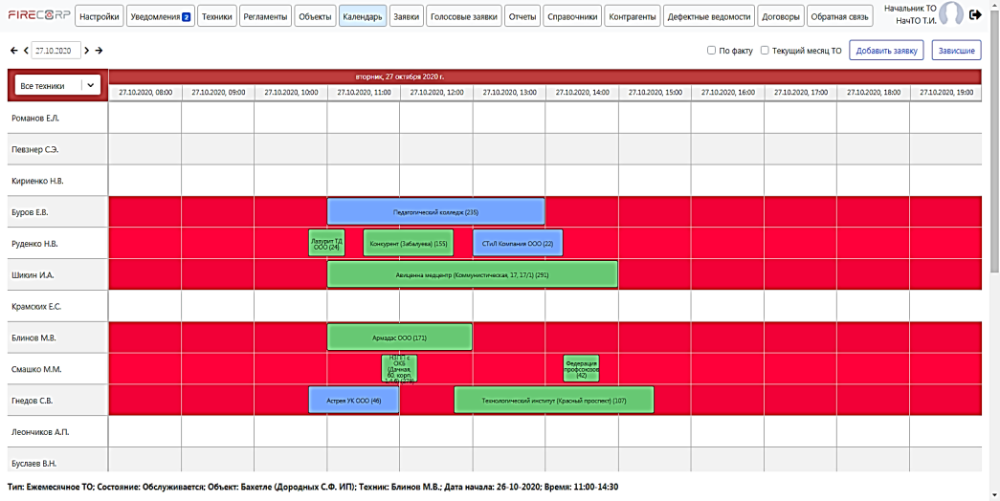 FIRECORP Настройки Уведомления 2 Техники Регламенты Объекты Календарь Заявки Голосовые заявки Отчеты Справочники Контрагенты Дефектные ведомости Договоры Обратная связь Начальник ТО
НачТО Т.И.
27.10.2020 По факту Текущий месяц ТО Добавить заявку Зависшие
вторник, 27 октября 2020 г.
Все техники
27.10.2020, 08:00 27.10.2020, 09:00 27.10.2020, 10:00 27.10.2020, 11:00 27.10.2020, 12:00 27.10.2020, 13:00 27.10.2020, 14:00 27.10.2020, 15:00 27.10.2020, 16:00 27.10.2020, 17:00 27.10.2020, 18:00 27.10.2020, 19:00
Романов Е.Л.
Певзнер С.Э.
Кириенко Н.В.
Буров Е.В. Педагогический колледж (235)
Руденко Н.В. Лазурит ТД
ООО (24) Конкурент (Забалуева) (155) СТиЛ Компания ООО (22)
Шикин И.А. Авиценна медцентр (Коммунистическая, 17, 17/1) (291)
Крамских Е.С.
Блинов М.В. Армадас ООО (171)
Смашко М.М. НЗПП с
ОКБ
(Дачная,
60, корп.
Федерация
профсоюзов
(42)
Гнедов С.В. Астрея УК ООО (46) Технологический институт (Красный проспект) (107)
Леончиков А.П.
Буслаев В.Н.
Тип: Ежемесячное ТО; Состояние: Обслуживается; Объект: Бахетле (Дородных С.Ф. ИП); Техник: Блинов М.В.; Дата начала: 26-10-2020; Время: 11:00-14:30